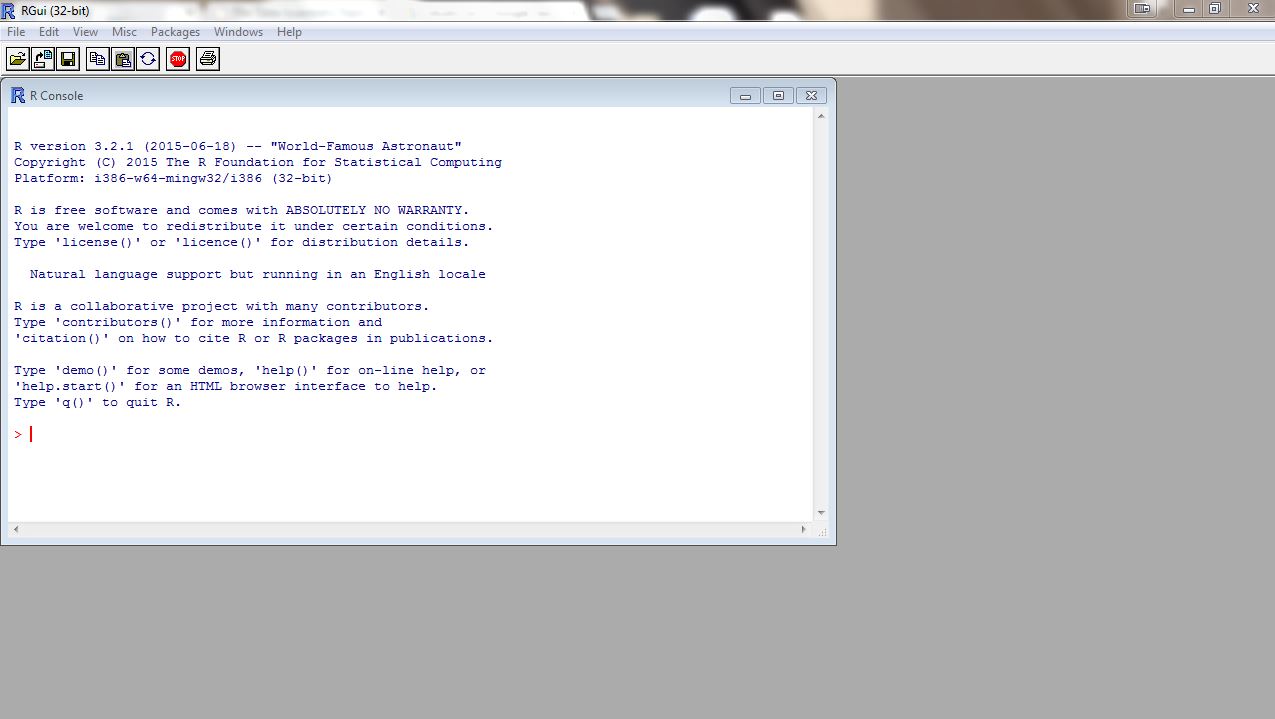 RGui (32-bit)
File Edit View Misc Packages Windows Help
STOP
R Console
R version 3.2.1 (2015-06-18) -- "World-Famous Astronaut"
Copyright (C) 2015 The R Foundation for Statistical Computing
Platform: i386-w64-mingw32/i386 (32-bit)
R is free software and comes with ABSOLUTELY NO WARRANTY.
You are welcome to redistribute it under certain conditions.
Type 'license()' or 'licence()' for distribution details.
Natural language support but running in an English locale
R is a collaborative project with many contributors.
Type 'contributors()' for more information and
'citation()' on how to cite R or R packages in publications.
Type 'demo()' for some demos, 'help()' for on-line help, or
'help.start()' for an HTML browser interface to help.
Type 'q()' to quit R.
>